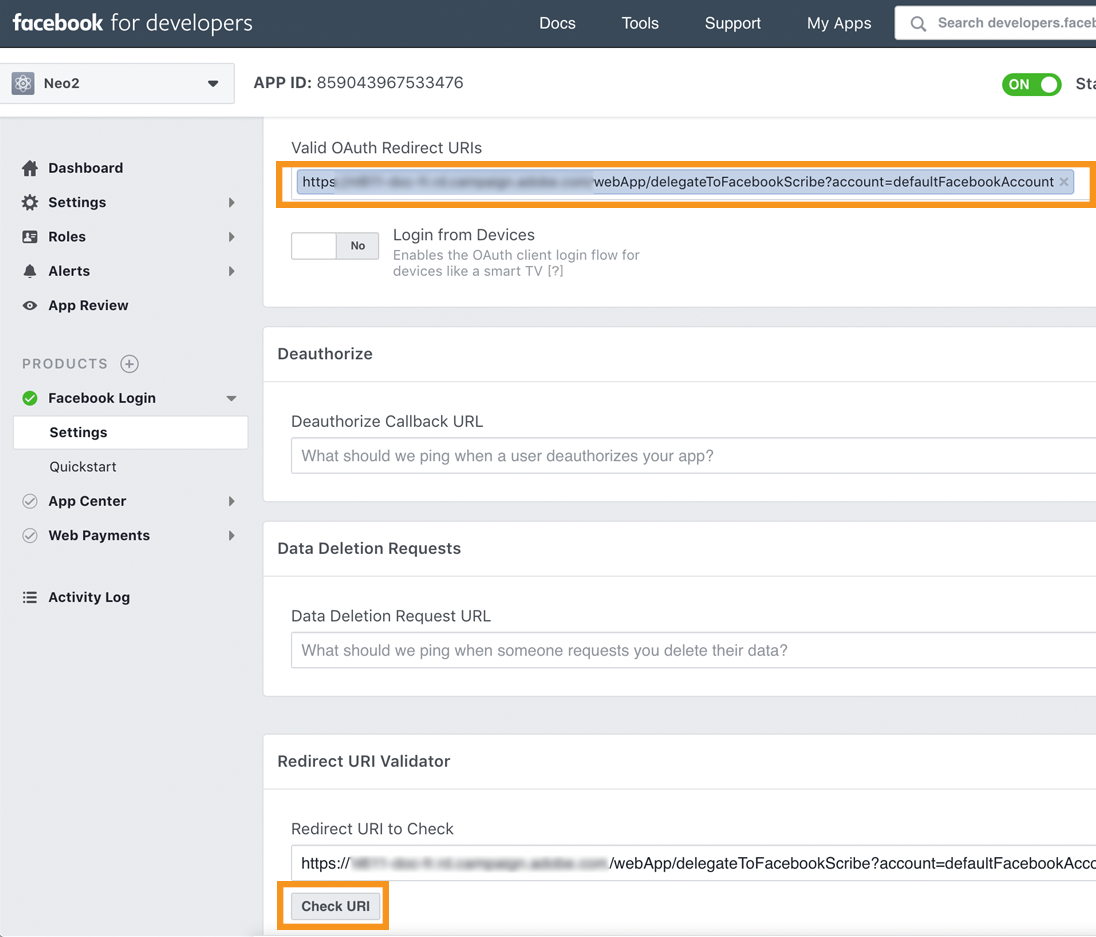 facebook for developers Docs Tools Support My Apps Search developers.faceb
Neo2 APP ID: 859043967533476 ON Sta
Valid OAuth Redirect URIs
https webApp/delegateToFacebookScribe?account=defaultFacebookAccount ×
No Login from Devices
Enables the OAuth client login flow for
devices like a smart TV [?]
Dashboard
Settings
Roles
Alerts
App Review
PRODUCTS
Facebook Login
Settings
Quickstart
App Center
Web Payments
Activity Log
Deauthorize
Deauthorize Callback URL
What should we ping when a user deauthorizes your app?
Data Deletion Requests
Data Deletion Request URL
What should we ping when someone requests you delete their data?
Redirect URI Validator
Redirect URI to Check
https:// /webApp/delegateToFacebookScribe?account=defaultFacebookAcco
Check URI